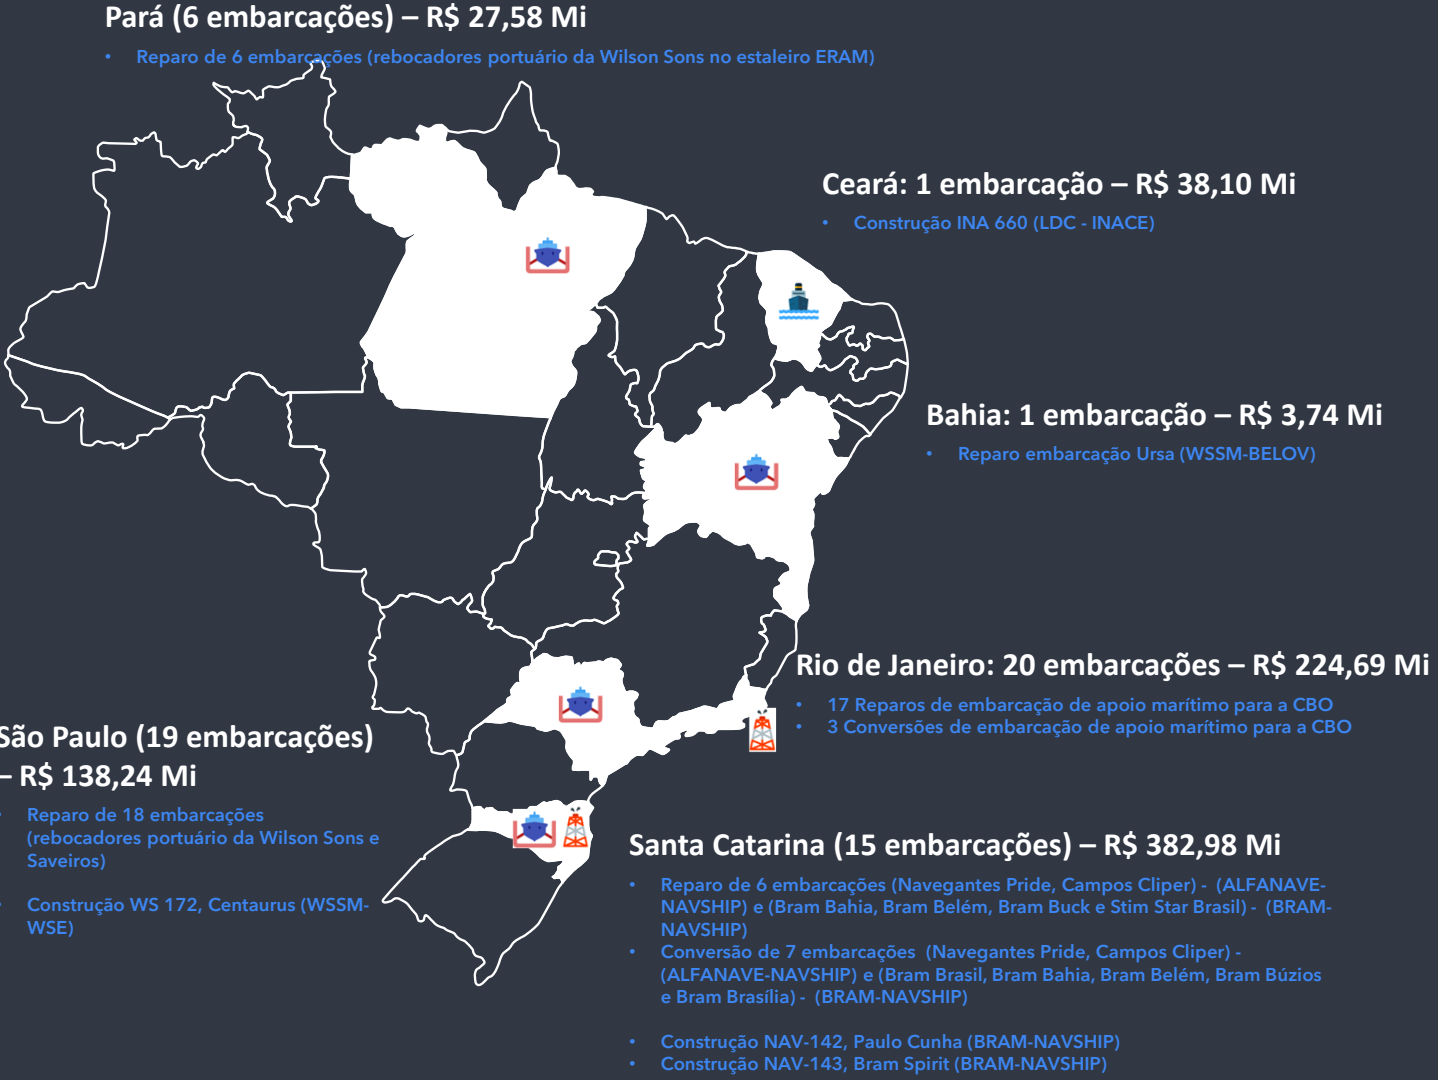 Pará (6 embarcações) – R$ 27,58 Mi
• Reparo de 6 embarcações (rebocadores portuário da Wilson Sons no estaleiro ERAM)
Ceará: 1 embarcação – R$ 38,10 Mi
• Construção INA 660 (LDC - INACE)
Bahia: 1 embarcação – R$ 3,74 Mi
• Reparo embarcação Ursa (WSSM-BELOV)
Rio de Janeiro: 20 embarcações – R$ 224,69 Mi
• 17 Reparos de embarcação de apoio marítimo para a CBO
• 3 Conversões de embarcação de apoio marítimo para a CBO
São Paulo (19 embarcações)
– R$ 138,24 Mi
• Reparo de 18 embarcações
(rebocadores portuário da Wilson Sons e
Saveiros)
• Construção WS 172, Centaurus (WSSM-
WSE)
Santa Catarina (15 embarcações) – R$ 382,98 Mi
• Reparo de 6 embarcações (Navegantes Pride, Campos Cliper) - (ALFANAVE-
NAVSHIP) e (Bram Bahia, Bram Belém, Bram Buck e Stim Star Brasil) - (BRAM-
NAVSHIP)
• Conversão de 7 embarcações (Navegantes Pride, Campos Cliper) -
(ALFANAVE-NAVSHIP) e (Bram Brasil, Bram Bahia, Bram Belém, Bram Búzios
e Bram Brasília) - (BRAM-NAVSHIP)
• Construção NAV-142, Paulo Cunha (BRAM-NAVSHIP)
• Construção NAV-143, Bram Spirit (BRAM-NAVSHIP)